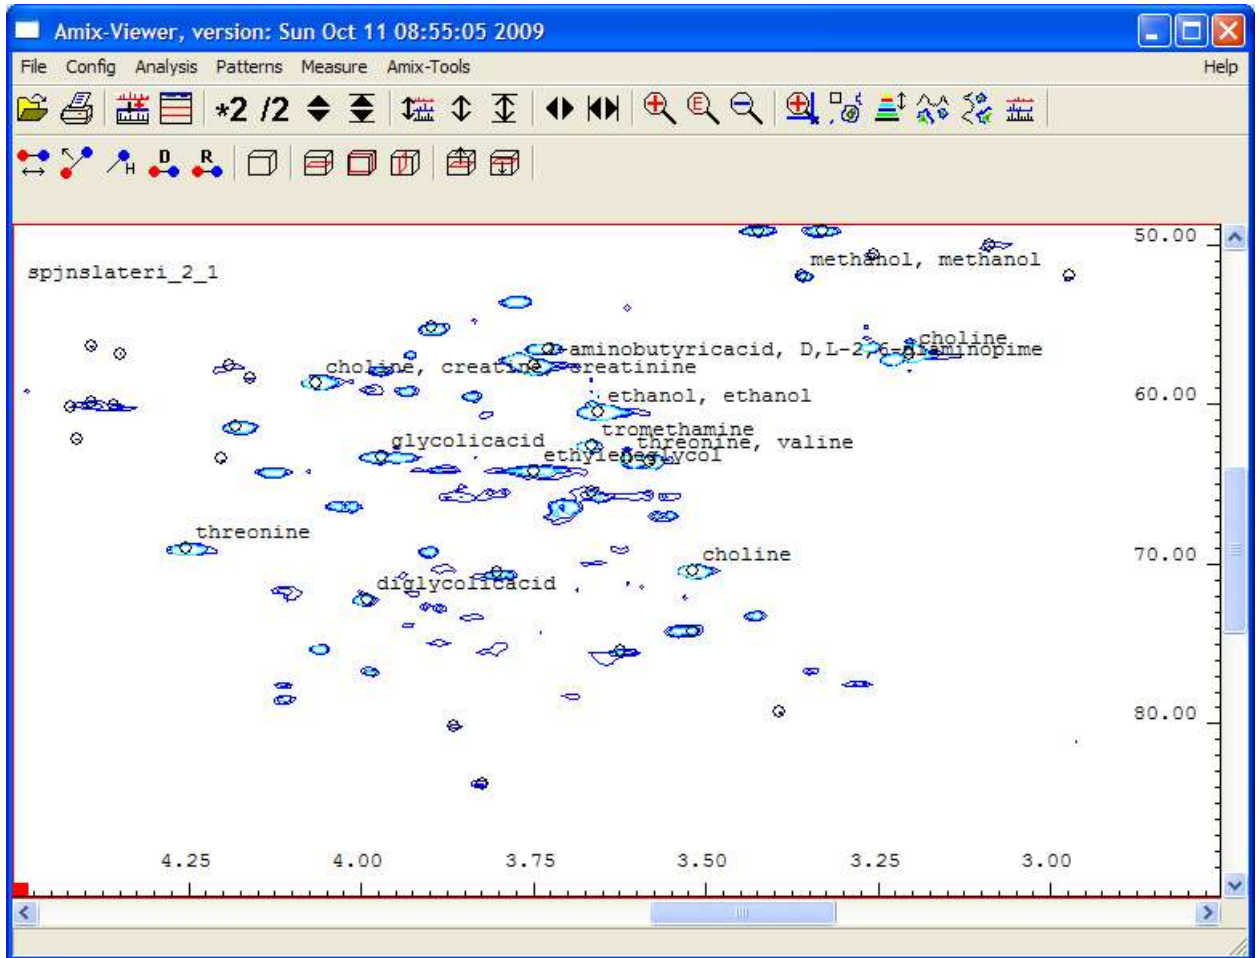 Amix-Viewer, version: Sun Oct 11 08:55:05 2009
File Config Analysis Patterns Measure Amix-Tools Help
*2 /2 E
H D R
50.00
methanol, methanol
spjnslateri_2_1
choline
2-aminobutyricacid, D,L-2,6-diaminopime
choline, creatine, creatinine
ethanol, ethanol
60.00
tromethamine
glycolicacid
threonine, valine
ethyleneglycol
threonine
choline
70.00
diglycolicacid
80.00
4.25 4.00 3.75 3.50 3.25 3.00